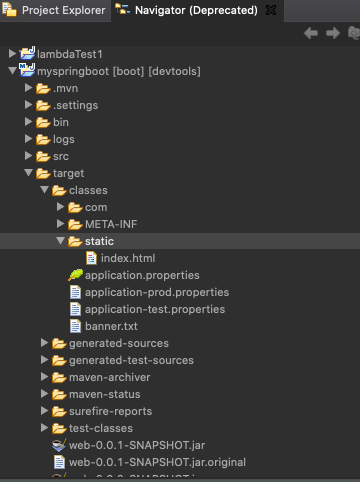 Project Explorer Navigator (Deprecated)
lambdaTest1
myspringboot [boot] [devtools]
.mvn
.settings
bin
logs
src
target
classes
com
META-INF
static
index.html
application.properties
application-prod.properties
application-test.properties
banner.txt
generated-sources
generated-test-sources
maven-archiver
maven-status
surefire-reports
test-classes
web-0.0.1-SNAPSHOT.jar
web-0.0.1-SNAPSHOT.jar.original